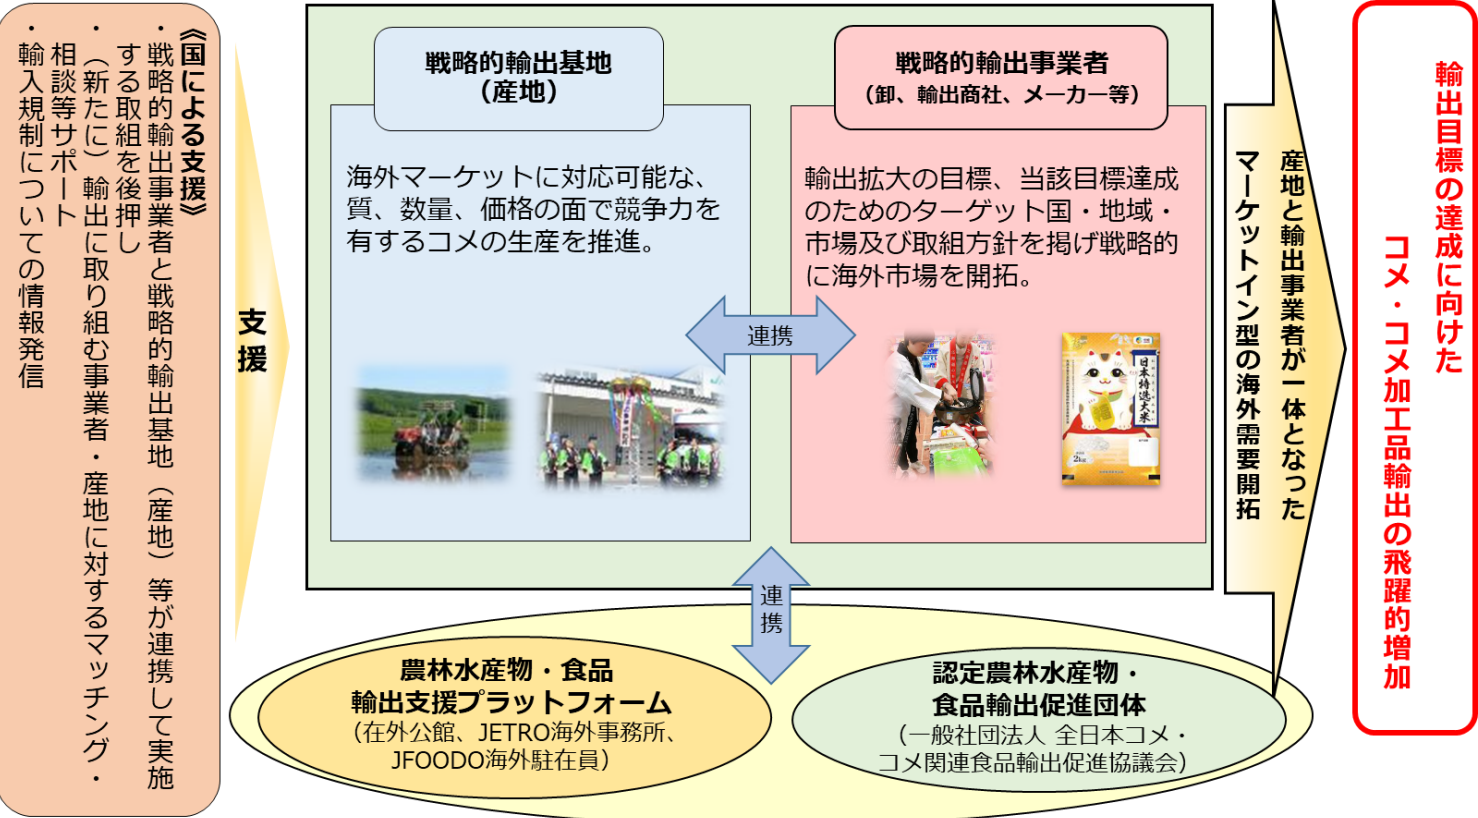 《国による支援》
・戦略的輸出事業者と戦略的輸出基地（産地）等が連携して実施
する取組を後押し
・（新たに）輸出に取り組む事業者・産地に対するマッチング・
相談等サポート
・輸入規制についての情報発信
支援
戦略的輸出基地
（産地）
海外マーケットに対応可能な、
質、数量、価格の面で競争力を
有するコメの生産を推進。
戦略的輸出事業者
（卸、輸出商社、メーカー等）
輸出拡大の目標、当該目標達成
のためのターゲット国・地域・
市場及び取組方針を掲げ戦略的
に海外市場を開拓。
連携
日本特選大米
2kg
連携
農林水産物・食品
輸出支援プラットフォーム
（在外公館、JETRO海外事務所、
JFOODO海外駐在員）
認定農林水産物・
食品輸出促進団体
（一般社団法人 全日本コメ・
コメ関連食品輸出促進協議会）
産地と輸出事業者が一体となった
マーケットイン型の海外需要開拓
輸出目標の達成に向けた
コメ・コメ加工品輸出の飛躍的増加